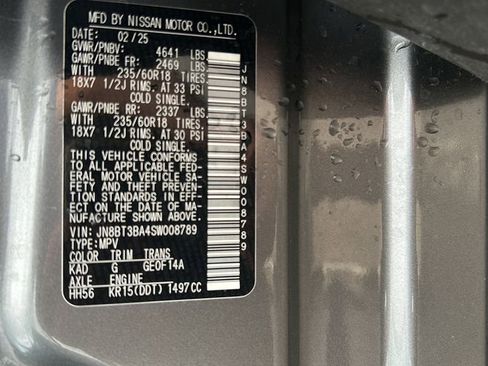 MFD BY NISSAN MOTOR CO.,LTD.
DATE: 02/25
GVWR/PNBV: 4641 LBS.
GAWR/PNBE FR: 2469 LBS.
WITH 235/60R18 TIRES.
18X7 1/2J RIMS. AT 33 PSI
COLD SINGLE.
GAWR/PNBE RR: 2337 LBS.
WITH 235/60R18 TIRES.
18X7 1/2J RIMS. AT 30 PSI
COLD SINGLE.
THIS VEHICLE CONFORMS
TO ALL APPLICABLE FED-
ERAL MOTOR VEHICLE SA-
FETY AND THEFT PREVEN-
TION STANDARDS IN EFF-
ECT ON THE DATE OF MA-
NUFACTURE SHOWN ABOVE.
VIN: JN8BT3BA4SW008789
TYPE:MPV
COLOR TRIM TRANS
KAD G GE0F14A
AXLE ENGINE
HH56 KR15(DDT) 1497CC
JN8BT3BA4SW008789